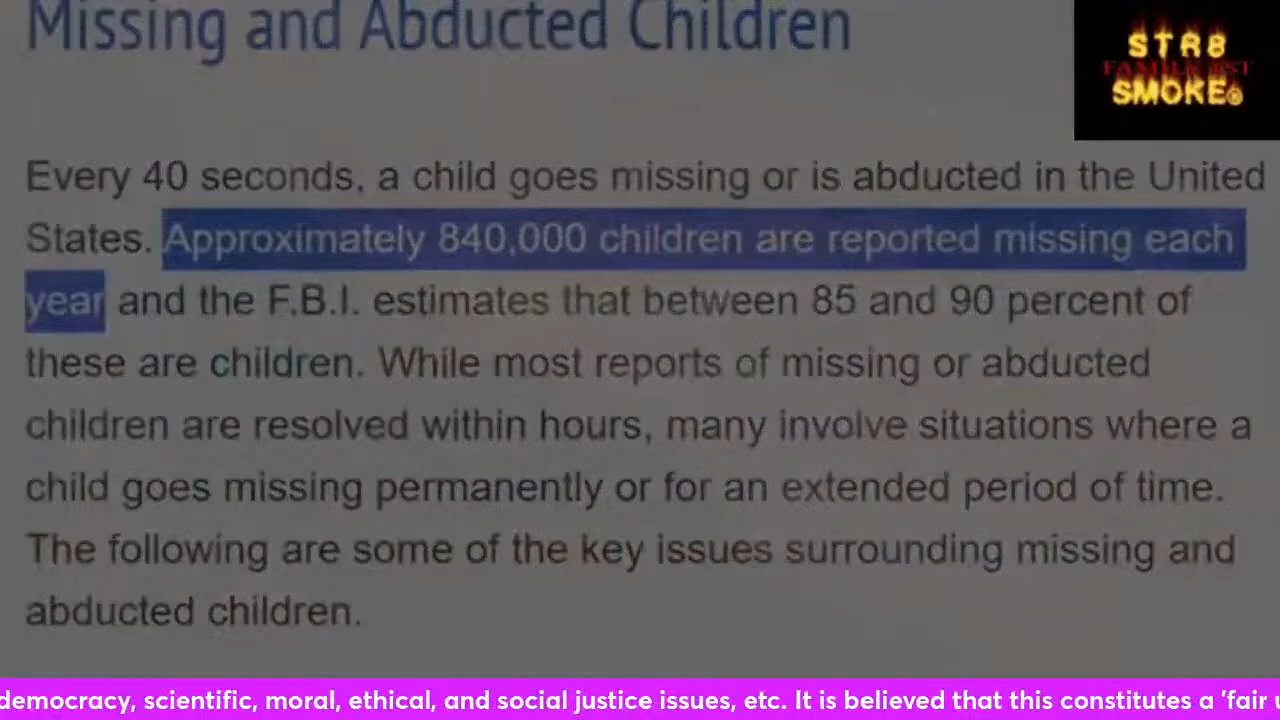 Missing and Abducted Children
STR8
SMOKE
Every 40 seconds, a child goes missing or is abducted in the United
States. Approximately 840,000 children are reported missing each
year and the F.B.I. estimates that between 85 and 90 percent of
these are children. While most reports of missing or abducted
children are resolved within hours, many involve situations where a
child goes missing permanently or for an extended period of time.
The following are some of the key issues surrounding missing and
abducted children.
democracy, scientific, moral, ethical, and social justice issues, etc. It is believed that this constitutes a 'fair